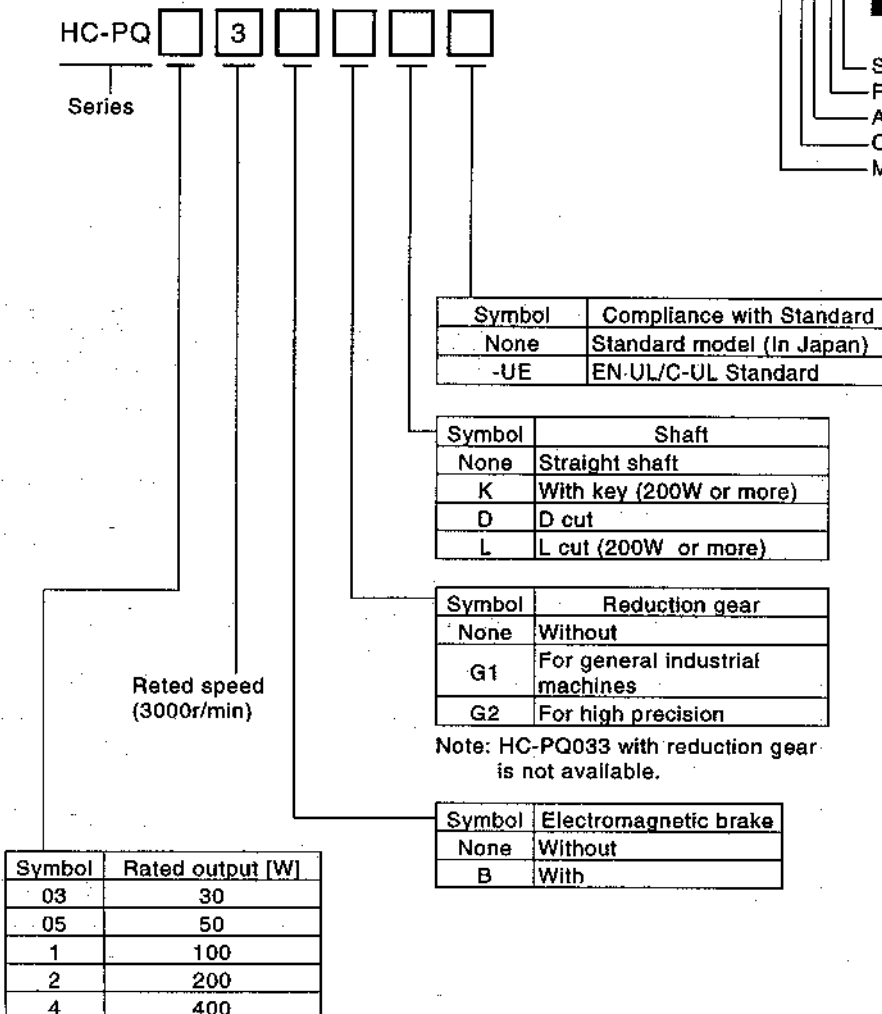 HC-PQ 3
Series
S
F
A
C
M
Symbol Compliance with Standard
None Standard model (In Japan)
-UE EN·UL/C-UL Standard
Symbol Shaft
None Straight shaft
K With key (200W or more)
D D cut
L L cut (200W or more)
Symbol Reduction gear
None Without
G1 For general industrial
machines
G2 For high precision
Note: HC-PQ033 with reduction gear
is not available.
Reted speed
(3000r/min)
Symbol Electromagnetic brake
None Without
B With
Symbol Rated output [W]
03 30
05 50
1 100
2 200
4 400